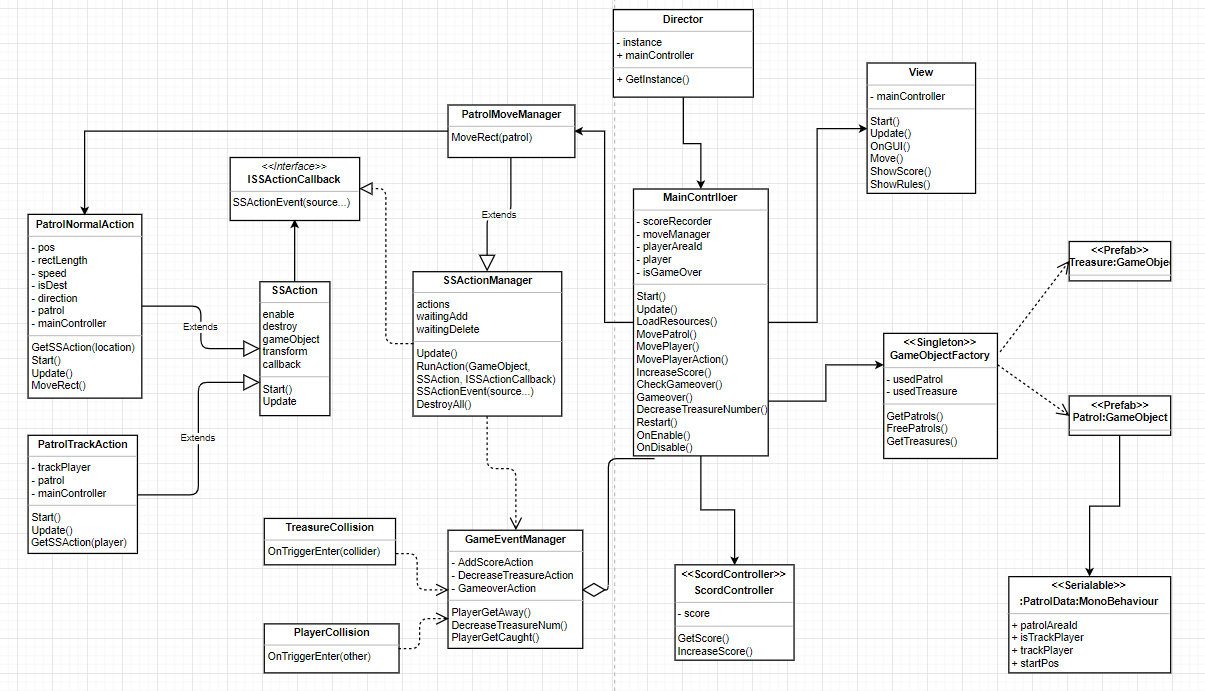 Director
- instance
+ mainController
+ GetInstance()
View
- mainController
Start()
Update()
OnGUI()
Move()
ShowScore()
ShowRules()
PatrolMoveManager
MoveRect(patrol)
<<Interface>>
ISSActionCallback
SSActionEvent(source...)
Extends
MainContrlloer
- scoreRecorder
- moveManager
- playerAreaId
- player
- isGameOver
Start()
Update()
LoadResources()
MovePatrol()
MovePlayer()
MovePlayerAction()
IncreaseScore()
CheckGameover()
Gameover()
DecreaseTreasureNumber()
Restart()
OnEnable()
OnDisable()
PatrolNormalAction
- pos
- rectLength
- speed
- isDest
- direction
- patrol
- mainController
GetSSAction(location)
Start()
Update()
MoveRect()
Extends
SSAction
enable
destroy
gameObject
transform
callback
Start()
Update
SSActionManager
actions
waitingAdd
waitingDelete
Update()
RunAction(GameObject,
SSAction, ISSActionCallback)
SSActionEvent(source...)
DestroyAll()
<<Prefab>>
Treasure:GameObje
<<Singleton>>
GameObjectFactory
- usedPatrol
- usedTreasure
GetPatrols()
FreePatrols()
GetTreasures()
<<Prefab>>
Patrol:GameObject
Extends
PatrolTrackAction
- trackPlayer
- patrol
- mainController
Start()
Update()
GetSSAction(player)
TreasureCollision
OnTriggerEnter(collider)
PlayerCollision
OnTriggerEnter(other)
GameEventManager
- AddScoreAction
- DecreaseTreasureAction
- GameoverAction
PlayerGetAway()
DecreaseTreasureNum()
PlayerGetCaught()
<<ScordController>>
ScordController
- score
GetScore()
IncreaseScore()
<<Serialable>>
:PatrolData:MonoBehaviour
+ patrolAreaId
+ isTrackPlayer
+ trackPlayer
+ startPos